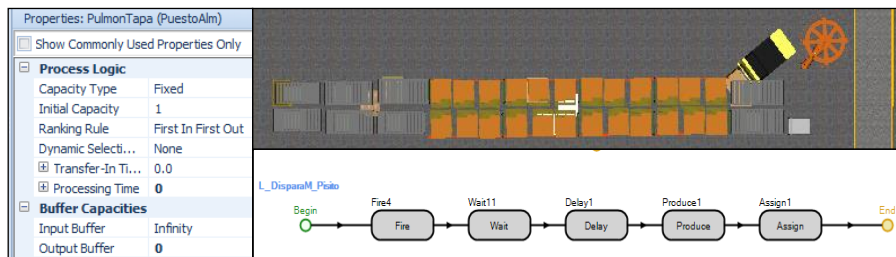 Properties: PulmonTapa (PuestoAlm)
Show Commonly Used Properties Only
Process Logic
Capacity Type Fixed
Initial Capacity 1
Ranking Rule First In First Out
Dynamic Selecti... None
Transfer-In Ti... 0.0
Processing Time 0
Buffer Capacities
Input Buffer Infinity
Output Buffer 0
L_DisparaM_Pisito
Begin
Fire4
Fire
Wait11
Wait
Delay1
Delay
Produce1
Produce
Assign1
Assign
End